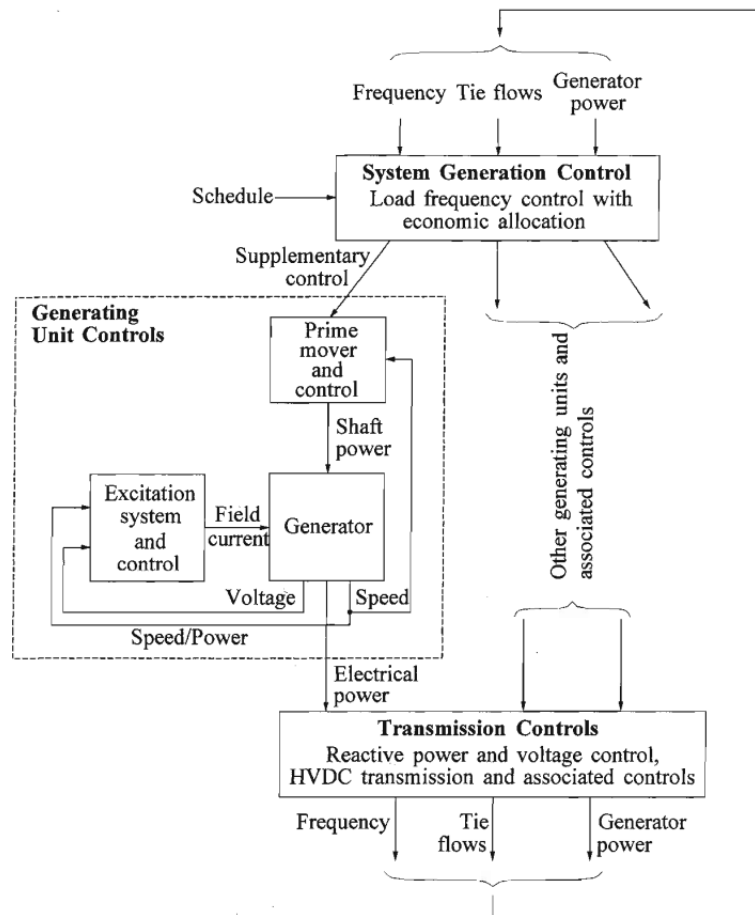 Frequency Tie flows Generator
power
System Generation Control
Load frequency control with
economic allocation
Schedule
Supplementary
control
Generating
Unit Controls
Prime
mover
and
control
Shaft
power
Excitation
system
and
control
Field
current
Generator
Voltage
Speed
Speed/Power
Other generating units and
associated controls
Electrical
power
Transmission Controls
Reactive power and voltage control,
HVDC transmission and associated controls
Frequency
Tie
flows
Generator
power